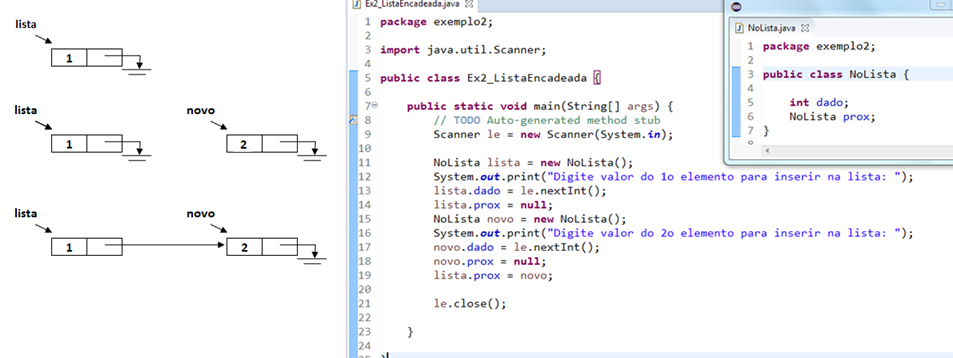 lista
1
lista
novo
1
2
lista
novo
1
2
Ex2_ListaEncadeada.java
1 package exemplo2;
2
3 import java.util.Scanner;
4
5 public class Ex2_ListaEncadeada {
6
7 public static void main(String[] args) {
8 // TODO Auto-generated method stub
9 Scanner le = new Scanner(System.in);
10
11 NoLista lista = new NoLista();
12 System.out.print("Digite valor do 1o elemento para inserir na lista: ");
13 lista.dado = le.nextInt();
14 lista.prox = null;
15 NoLista novo = new NoLista();
16 System.out.print("Digite valor do 2o elemento para inserir na lista: ");
17 novo.dado = le.nextInt();
18 novo.prox = null;
19 lista.prox = novo;
20
21 le.close();
22
23 }
24
25 }
NoLista.java
1 package exemplo2;
2
3 public class NoLista {
4
5 int dado;
6 NoLista prox;
7 }